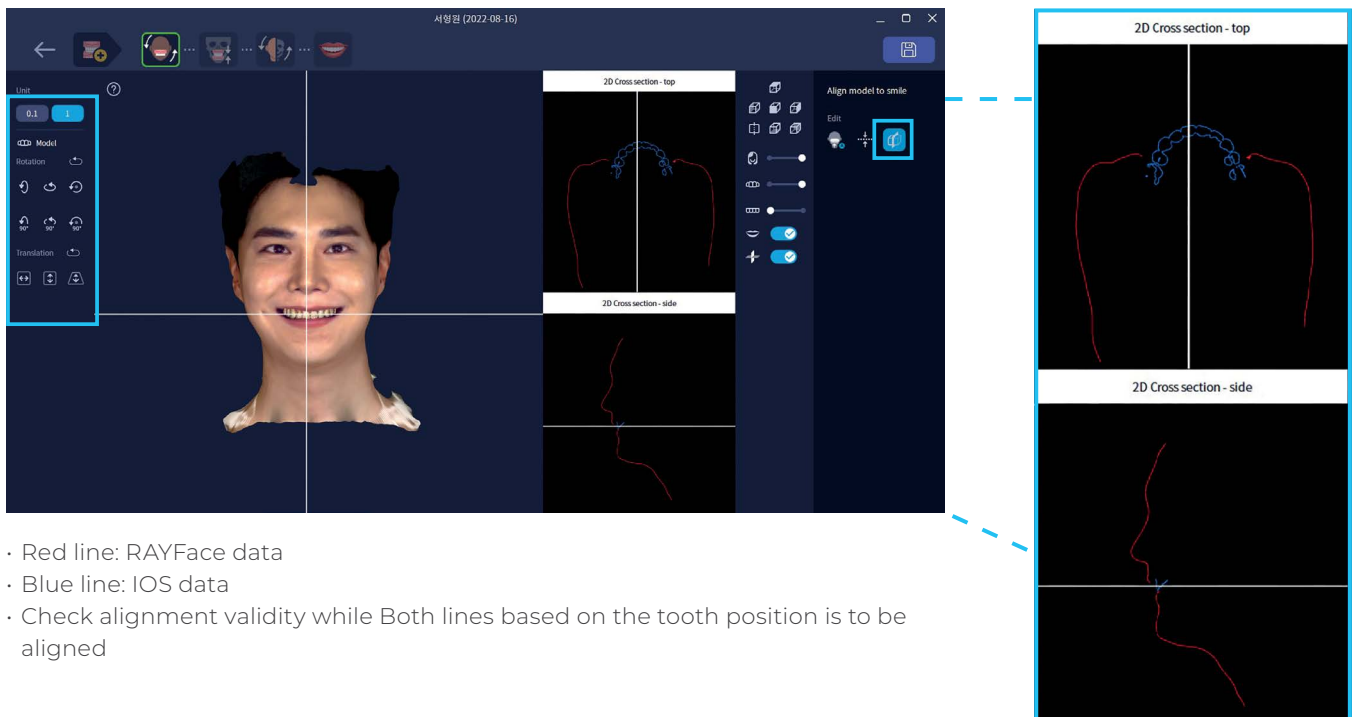 서형원 (2022-08-16)
Unit
0.1 1
Model
Rotation
90° 90° 90°
Translation
2D Cross section - top
2D Cross section - side
Align model to smile
Edit
2D Cross section - top
2D Cross section - side
· Red line: RAYFace data
· Blue line: IOS data
· Check alignment validity while Both lines based on the tooth position is to be
aligned